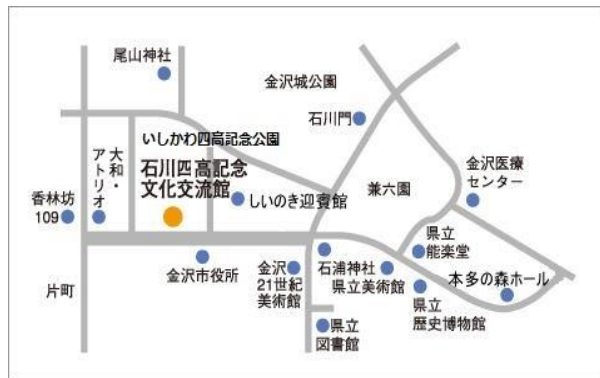 尾山神社
金沢城公園
石川門
いしかわ四高記念公園
大和・
アトリオ
石川四高記念
文化交流館
香林坊
109
しいのき迎賓館
兼六園
金沢医療
センター
県立
能楽堂
金沢市役所
金沢
21世紀
美術館
石浦神社
県立美術館
本多の森ホール
県立
歴史博物館
片町
県立
図書館